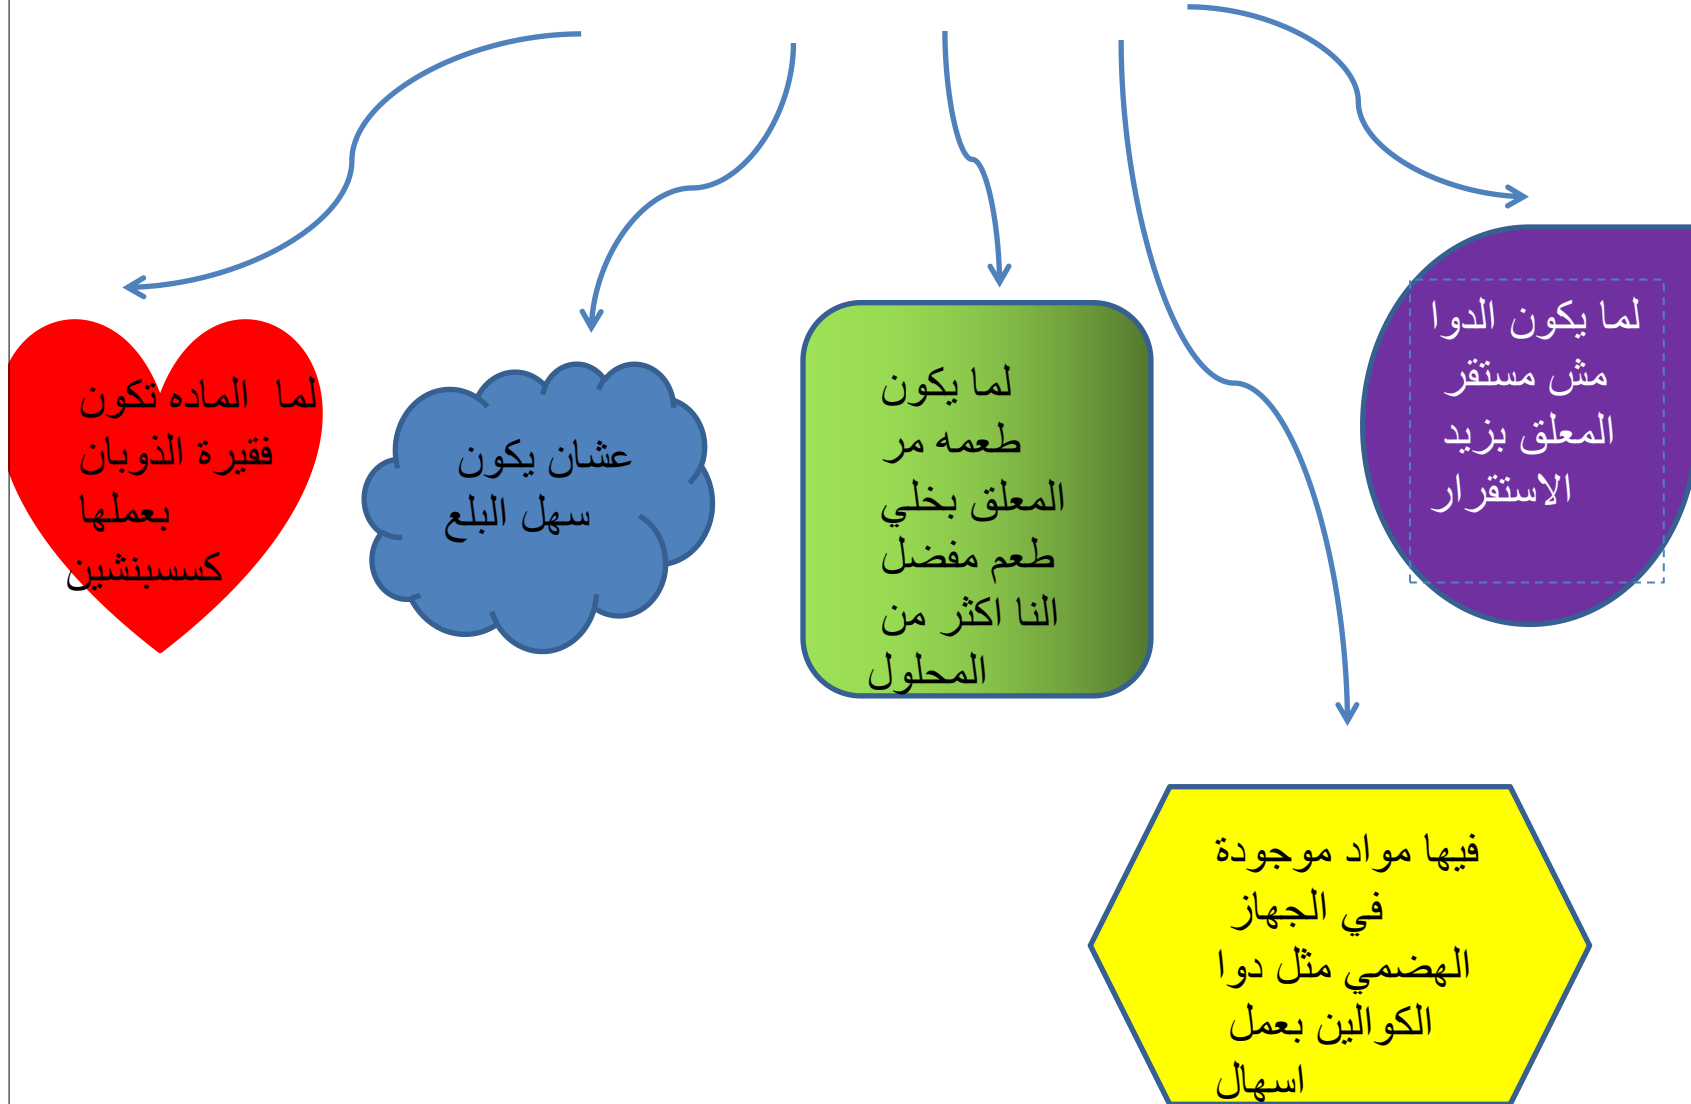 لما يكون الدوا
مش مستقر
المعلق بزيد
الاستقرار
لما يكون
طعمه مر
المعلق بخلي
طعم مفضل
النا اكثر من
المحلول
عشان يكون
سهل البلع
لما الماده تكون
فقيرة الذوبان
بعملها
كسسبنشين
فيها مواد موجودة
في الجهاز
الهضمي مثل دوا
الكوالين بعمل
اسهال